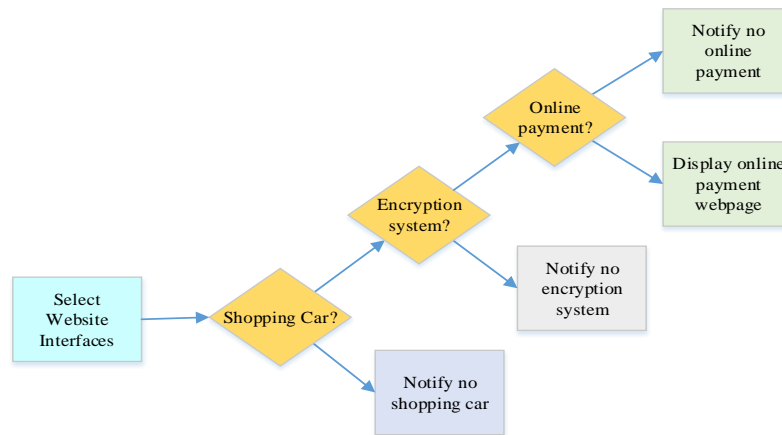 Notify no
online
payment
Online
payment?
Display online
payment
webpage
Encryption
system?
Notify no
encryption
system
Select
Website
Interfaces
Shopping Car?
Notify no
shopping car